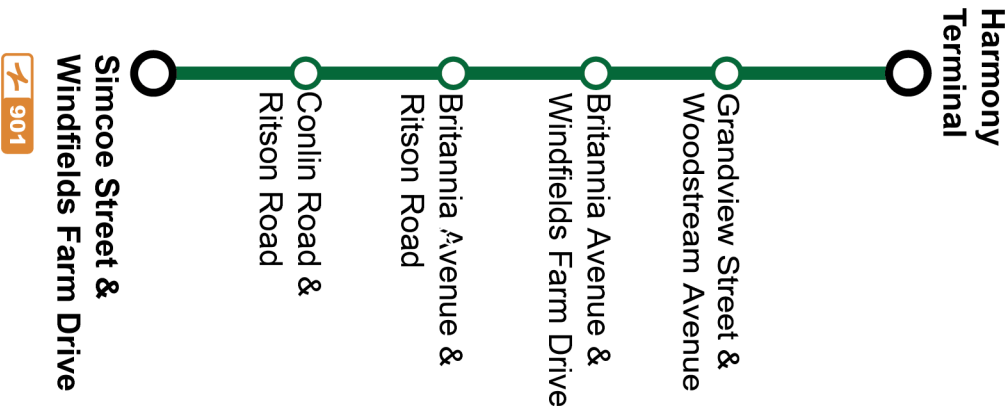 Harmony
Terminal
Grandview Street &
Woodstream Avenue
Britannia Avenue &
Windfields Farm Drive
Britannia Avenue &
Ritson Road
Conlin Road &
Ritson Road
Simcoe Street &
Windfields Farm Drive
901